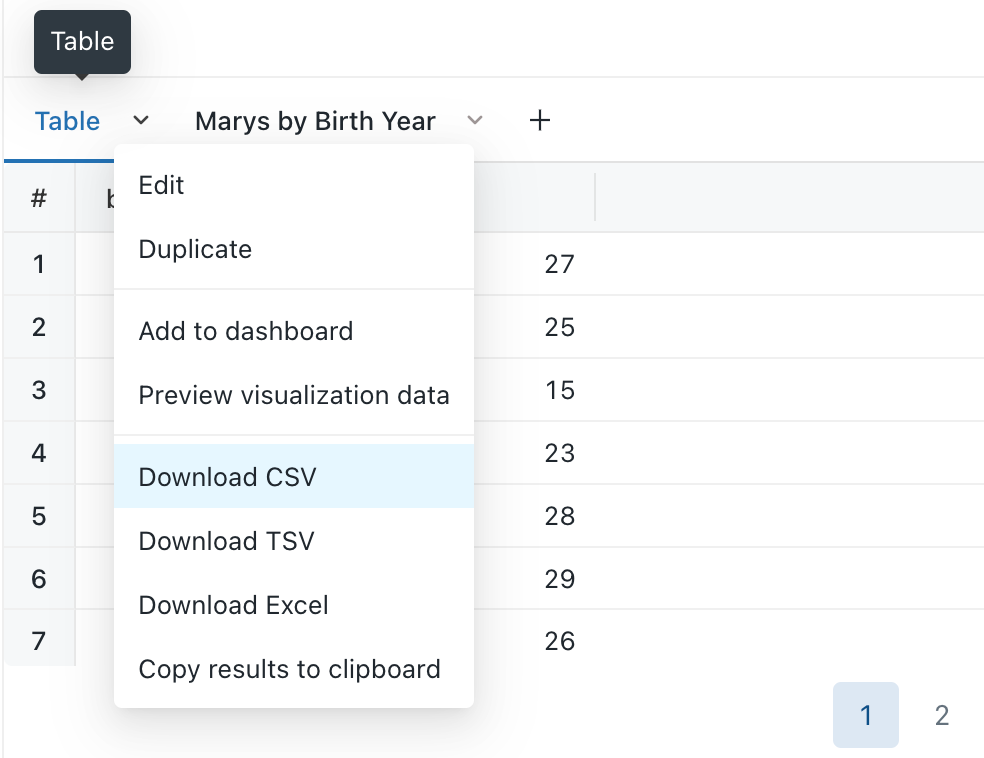 Table
Table Marys by Birth Year +
Edit
Duplicate
Add to dashboard
Preview visualization data
Download CSV
Download TSV
Download Excel
Copy results to clipboard
#
1 27
2 25
3 15
4 23
5 28
6 29
7 26
1 2